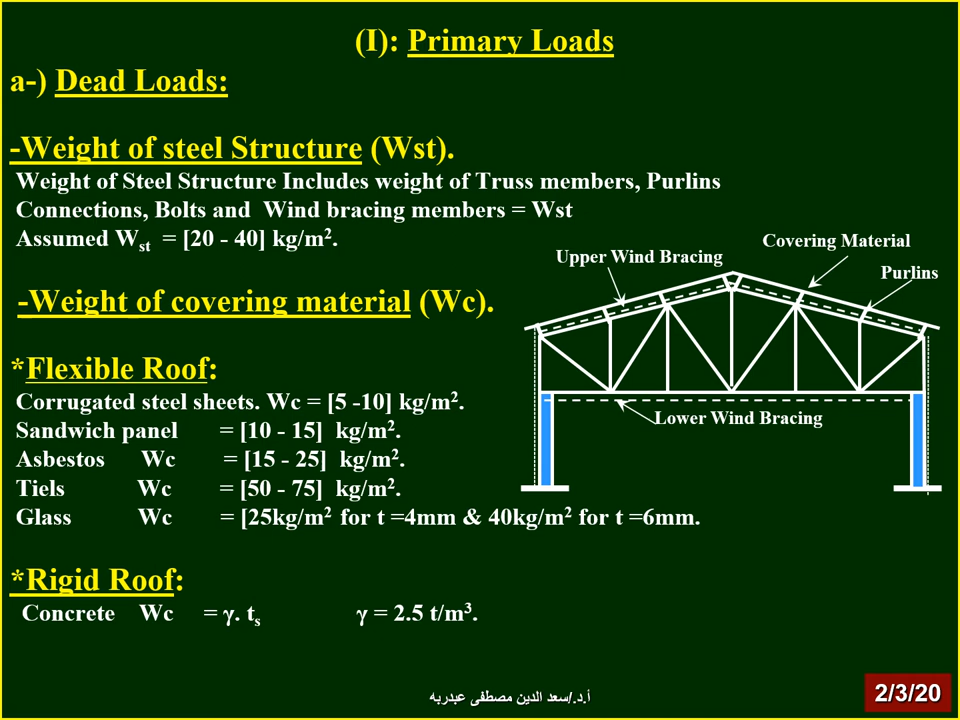 (I): Primary Loads
a-) Dead Loads:
-Weight of steel Structure (Wst).
Weight of Steel Structure Includes weight of Truss members, Purlins
Connections, Bolts and Wind bracing members = Wst
Assumed Wst = [20 - 40] kg/m².
Upper Wind Bracing
Covering Material
Purlins
-Weight of covering material (Wc).
*Flexible Roof:
Corrugated steel sheets. Wc = [5 -10] kg/m².
Sandwich panel = [10 - 15] kg/m².
Lower Wind Bracing
Asbestos Wc = [15 - 25] kg/m².
Tiels Wc = [50 - 75] kg/m².
Glass Wc = [25kg/m² for t =4mm & 40kg/m² for t =6mm.
*Rigid Roof:
Concrete Wc = γ. ts γ = 2.5 t/m³.
أ.د./سعد الدين مصطفى عبدربه
2/3/20